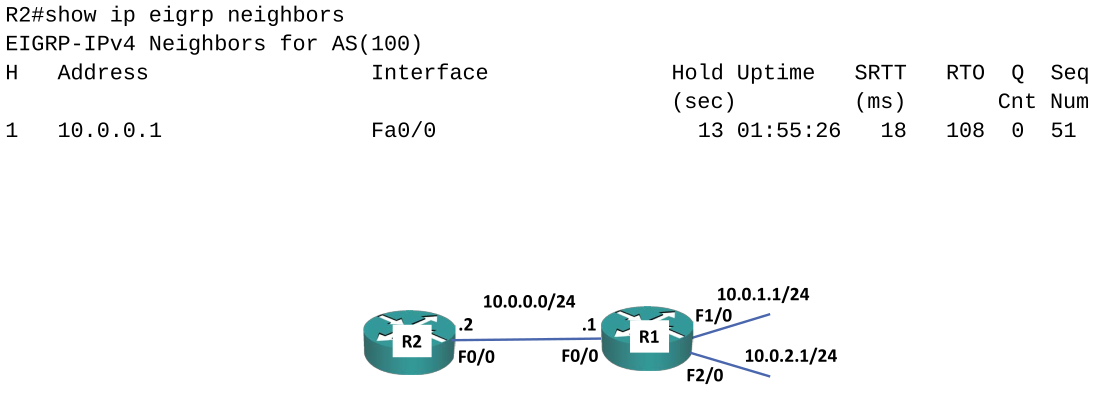 R2#show ip eigrp neighbors
EIGRP-IPv4 Neighbors for AS(100)
H Address Interface Hold Uptime SRTT RTO Q Seq
(sec) (ms) Cnt Num
1 10.0.0.1 Fa0/0 13 01:55:26 18 108 0 51
10.0.0.0/24
10.0.1.1/24
F1/0
.2
.1
R2
R1
F0/0
F0/0
10.0.2.1/24
F2/0